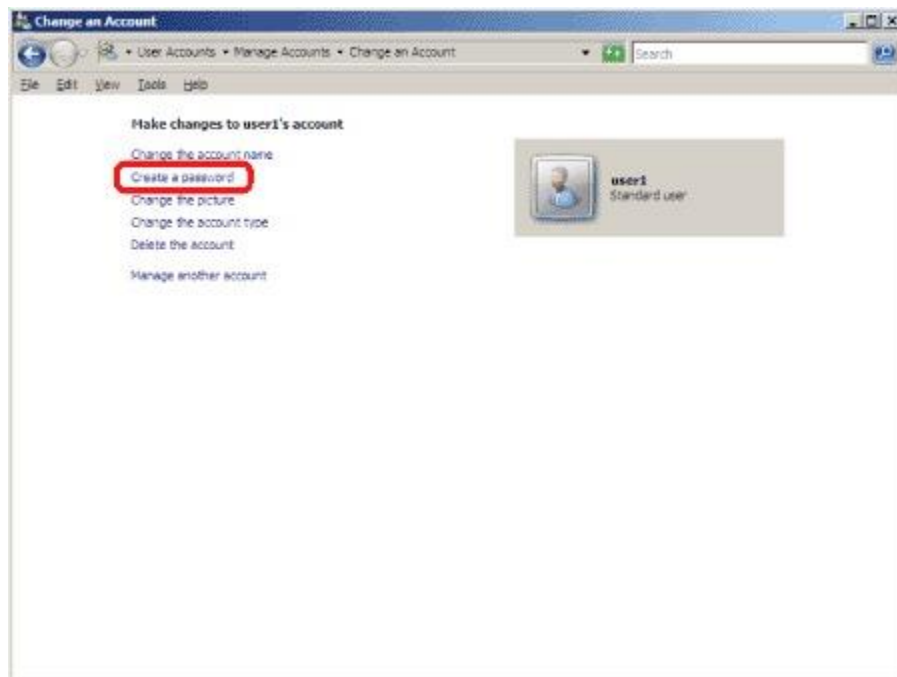 Change an Account
• User Accounts • Manage Accounts • Change an Account
Search
File Edit View Tools Help
Make changes to user1's account
Change the account name
Create a password
Change the picture
Change the account type
Delete the account
Manage another account
user1
Standard user